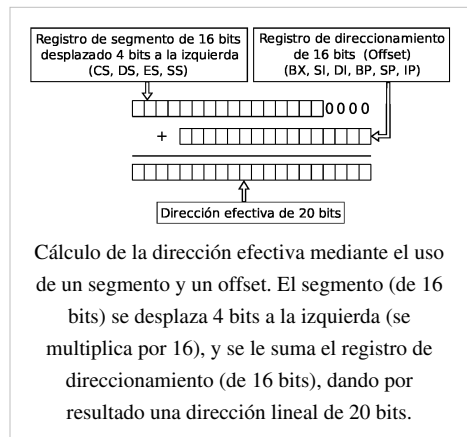 Registro de segmento de 16 bits
desplazado 4 bits a la izquierda
(CS, DS, ES, SS)
Registro de direccionamiento
de 16 bits (Offset)
(BX, SI, DI, BP, SP, IP)
0000
+
Dirección efectiva de 20 bits
Cálculo de la dirección efectiva mediante el uso
de un segmento y un offset. El segmento (de 16
bits) se desplaza 4 bits a la izquierda (se
multiplica por 16), y se le suma el registro de
direccionamiento (de 16 bits), dando por
resultado una dirección lineal de 20 bits.